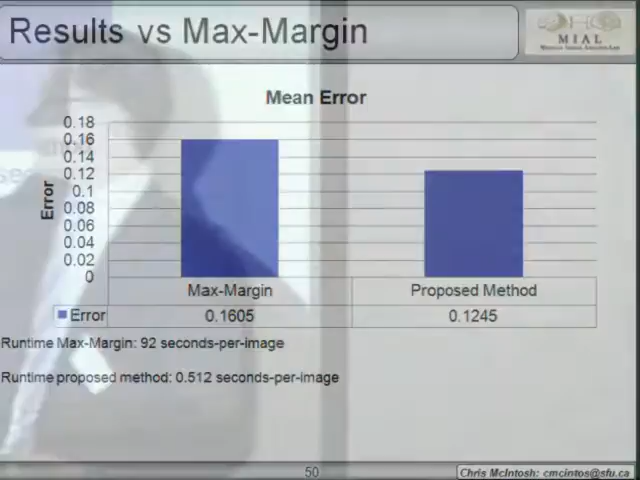 Results vs Max-Margin
MIAL
Mean Error
0.18
0.16
0.14
0.12
0.1
0.08
0.06
0.04
0.02
0
Error
Max-Margin
Proposed Method
Error
0.1605
0.1245
Runtime Max-Margin: 92 seconds-per-image
Runtime proposed method: 0.512 seconds-per-image
50
Chris McIntosh: cmcintos@sfu.ca